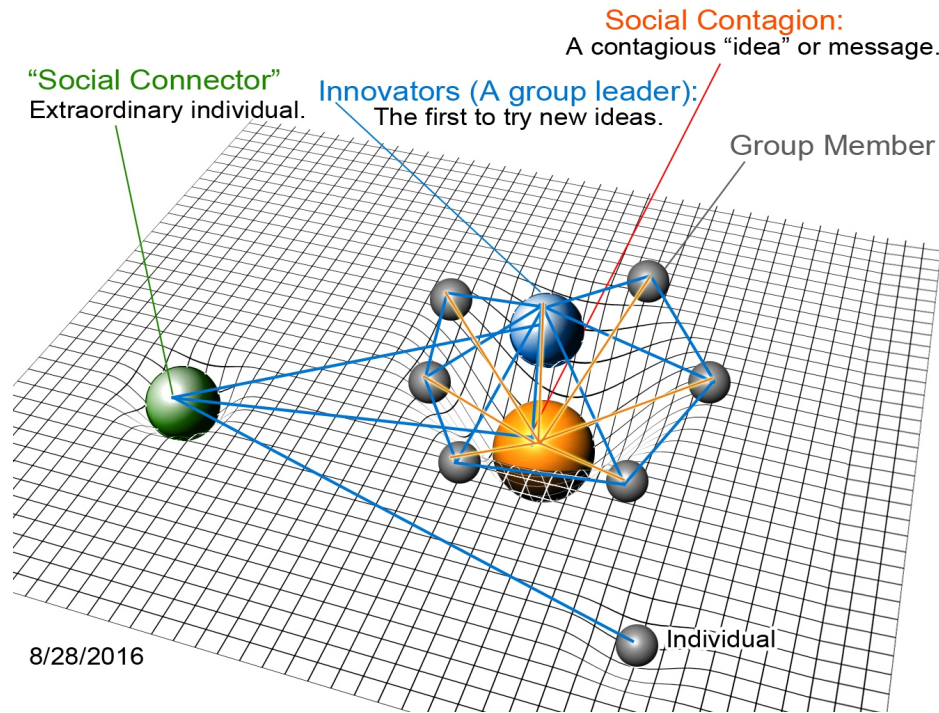 Social Contagion:
A contagious “idea” or message.
“Social Connector”
Extraordinary individual.
Innovators (A group leader):
The first to try new ideas.
Group Member
Individual
8/28/2016